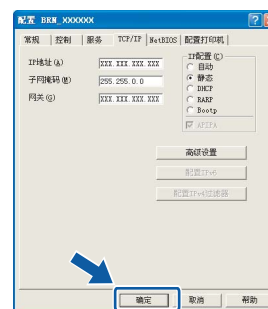 配置 BRN_XXXXXX
常规 控制 服务 TCP/IP NetBIOS 配置打印机
IP地址(A) XXX.XXX.XXX.XXX
子网掩码(M) 255.255.0.0
网关(G) XXX.XXX.XXX.XXX
IP配置(C)
自动
静态
DHCP
RARP
Bootp
APIPA
高级设置
配置IPv6
配置IPv4过滤器
确定 取消 帮助